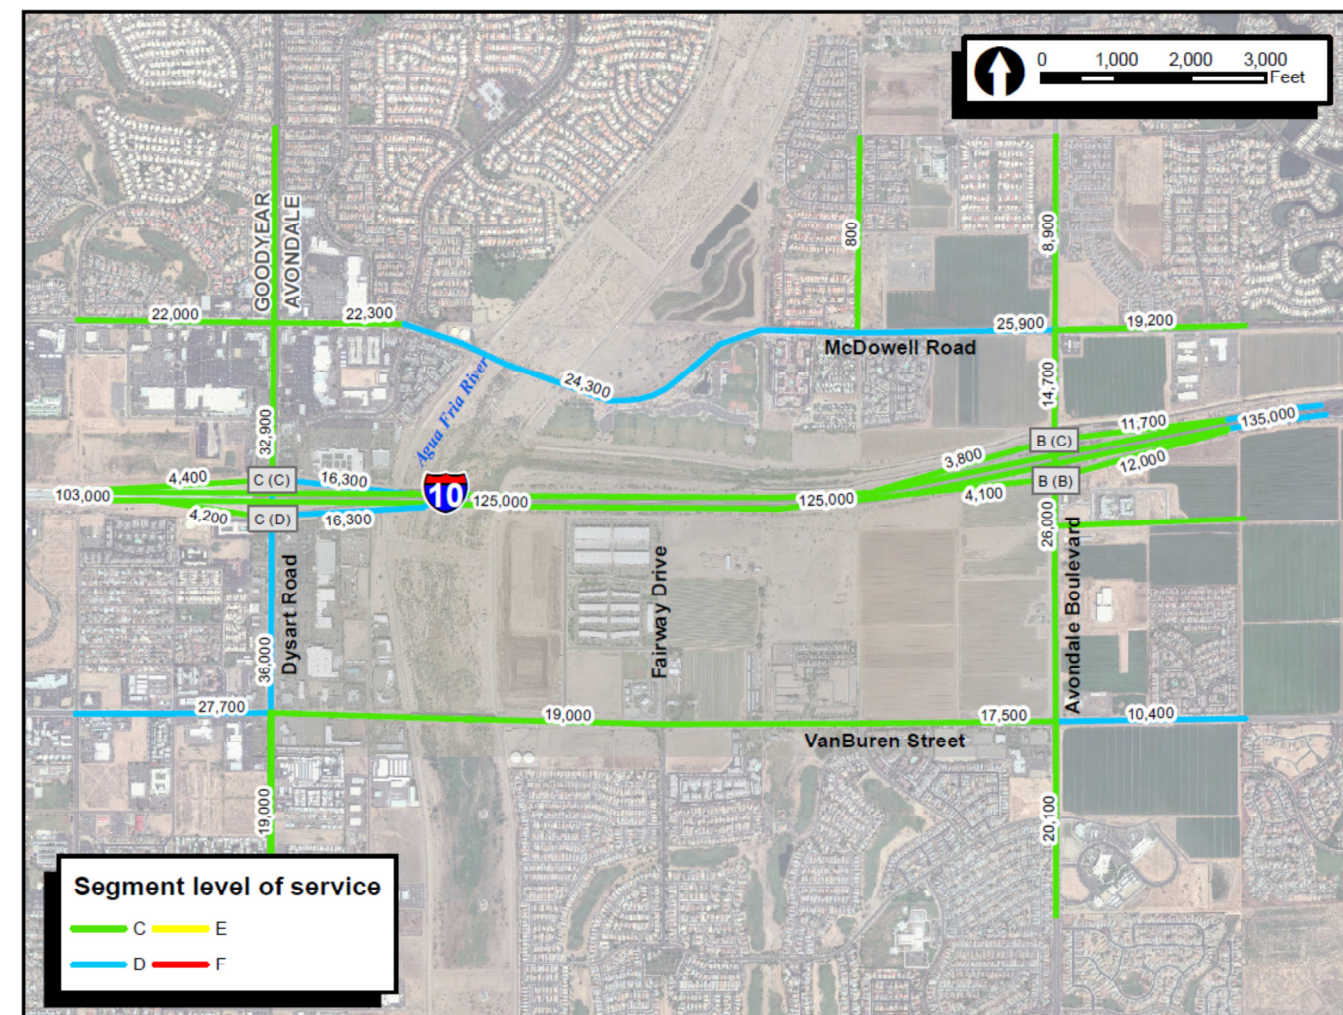 0 1,000 2,000 3,000
Feet
GOODYEAR
AVONDALE
800
8,900
22,000
22,300
25,900
19,200
McDowell Road
24,300
14,700
Agua Fria River
32,900
11,700
135,000
B (C)
3,800
12,000
4,400
C (C)
16,300
B (B)
103,000
10
125,000
125,000
4,100
4,200
C (D)
16,300
26,000
Dysart Road
Fairway Drive
Avondale Boulevard
36,000
27,700
19,000
17,500
10,400
VanBuren Street
19,000
20,100
Segment level of service
C E
D F